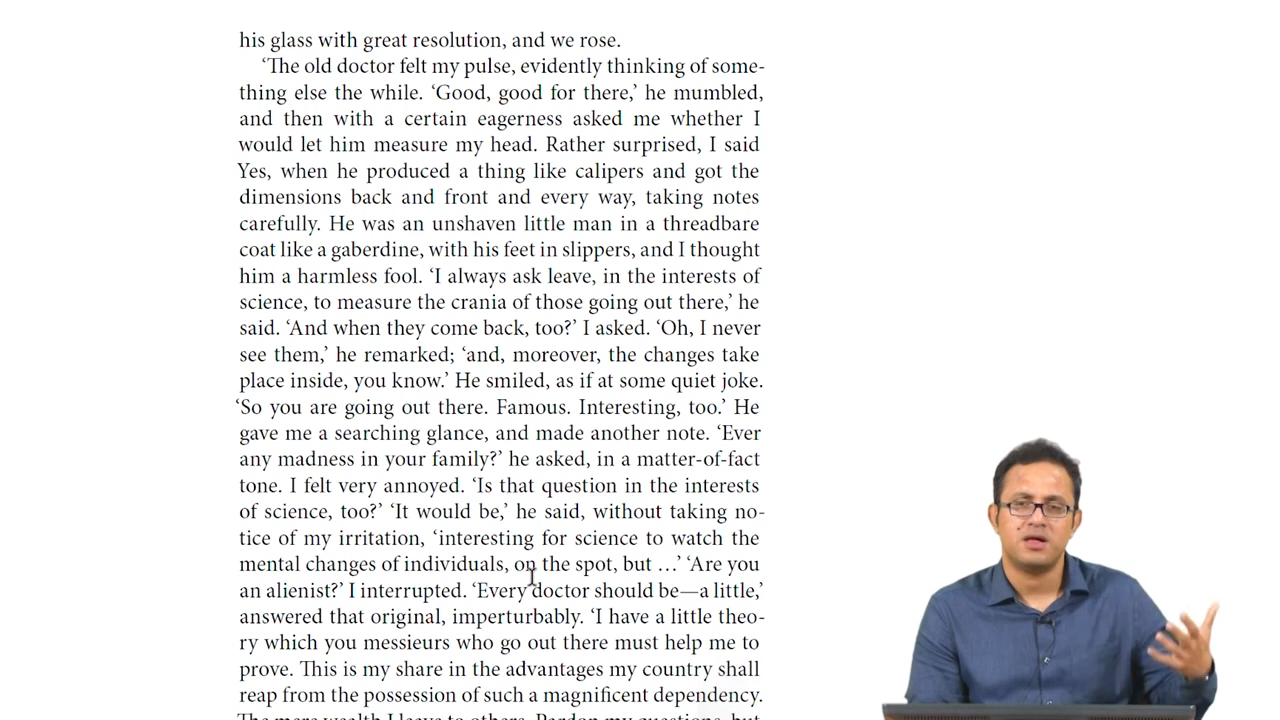 his glass with great resolution, and we rose.
‘The old doctor felt my pulse, evidently thinking of some-
thing else the while. ‘Good, good for there,’ he mumbled,
and then with a certain eagerness asked me whether I
would let him measure my head. Rather surprised, I said
Yes, when he produced a thing like calipers and got the
dimensions back and front and every way, taking notes
carefully. He was an unshaven little man in a threadbare
coat like a gaberdine, with his feet in slippers, and I thought
him a harmless fool. ‘I always ask leave, in the interests of
science, to measure the crania of those going out there,’ he
said. ‘And when they come back, too?’ I asked. ‘Oh, I never
see them,’ he remarked; ‘and, moreover, the changes take
place inside, you know.’ He smiled, as if at some quiet joke.
‘So you are going out there. Famous. Interesting, too.’ He
gave me a searching glance, and made another note. ‘Ever
any madness in your family?’ he asked, in a matter-of-fact
tone. I felt very annoyed. ‘Is that question in the interests
of science, too?’ ‘It would be,’ he said, without taking no-
tice of my irritation, ‘interesting for science to watch the
mental changes of individuals, on the spot, but …’ ‘Are you
an alienist?’ I interrupted. ‘Every doctor should be—a little,’
answered that original, imperturbably. ‘I have a little theo-
ry which you messieurs who go out there must help me to
prove. This is my share in the advantages my country shall
reap from the possession of such a magnificent dependency.
The mere wealth I leave to others. Pardon my questions, but